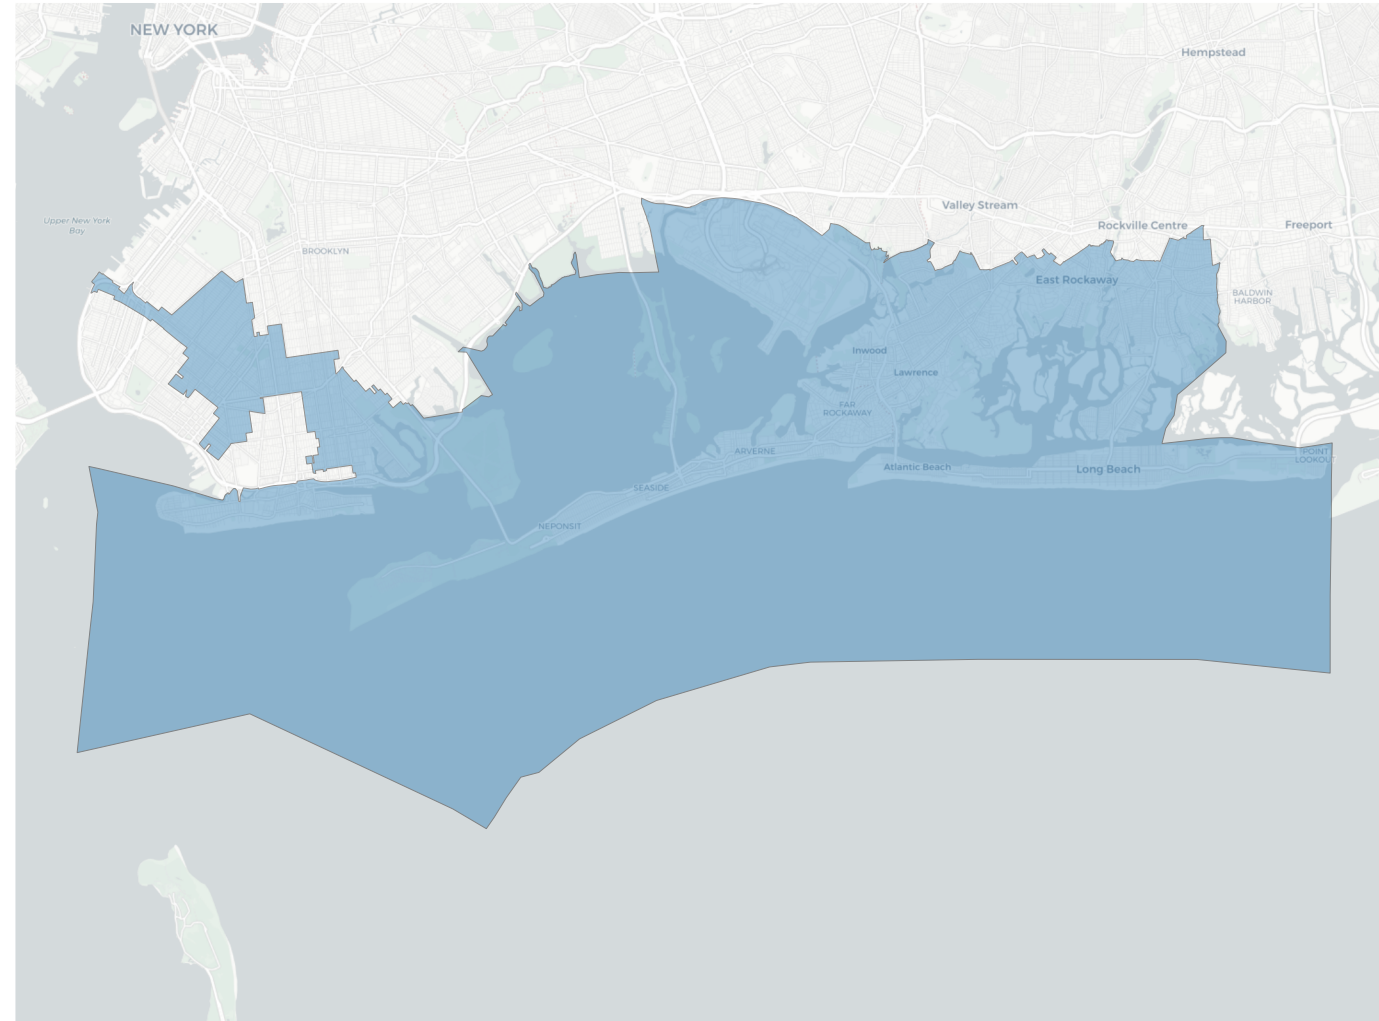 NEW YORK
Hempstead
Valley Stream
Upper New York
Bay
Rockville Centre
Freeport
BROOKLYN
East Rockaway
BALDWIN
HARBOR
Inwood
Lawrence
FAR
ROCKAWAY
ARVERNE
POINT
LOOKOUT
Atlantic Beach
Long Beach
SEASIDE
NEPONSIT